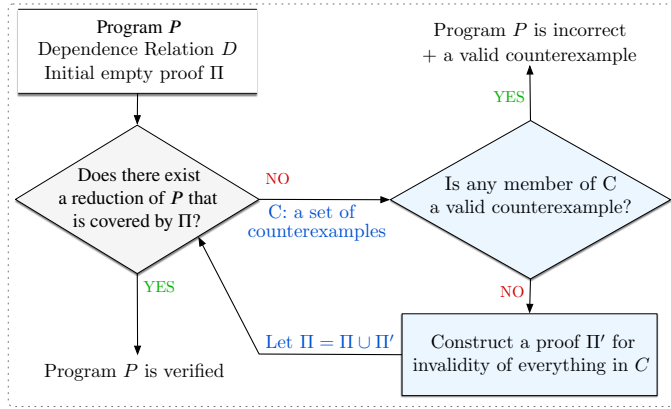 Program P
Dependence Relation D
Initial empty proof Π
Does there exist
a reduction of P that
is covered by Π?
NO
C: a set of
counterexamples
YES
Program P is verified
Program P is incorrect
+ a valid counterexample
YES
Is any member of C
a valid counterexample?
NO
Construct a proof Π′ for
invalidity of everything in C
Let Π = Π ∪ Π′